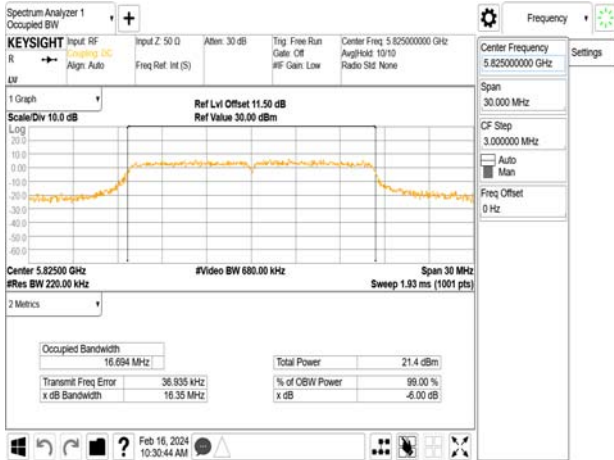 Spectrum Analyzer 1
Occupied BW
Frequency
KEYSIGHT
R
Input: RF
Coupling: DC
Align: Auto
Input Z: 50 Ω
Freq Ref: Int (S)
Atten: 30 dB
Trig: Free Run
Gate: Off
#IF Gain: Low
Center Freq: 5.825000000 GHz
Avg|Hold: 10/10
Radio Std: None
Center Frequency
5.825000000 GHz
Settings
Span
30.000 MHz
CF Step
3.000000 MHz
Auto
Man
Freq Offset
0 Hz
1 Graph
Scale/Div 10.0 dB
Ref Lvl Offset 11.50 dB
Ref Value 30.00 dBm
Log
20.0
10.0
0.00
-10.0
-20.0
-30.0
-40.0
-50.0
-60.0
Center 5.82500 GHz
#Res BW 220.00 kHz
#Video BW 680.00 kHz
Span 30 MHz
Sweep 1.93 ms (1001 pts)
2 Metrics
Occupied Bandwidth
16.694 MHz
Total Power 21.4 dBm
Transmit Freq Error 36.935 kHz
% of OBW Power 99.00 %
x dB Bandwidth 16.35 MHz
x dB -6.00 dB
?
Feb 16, 2024
10:30:44 AM